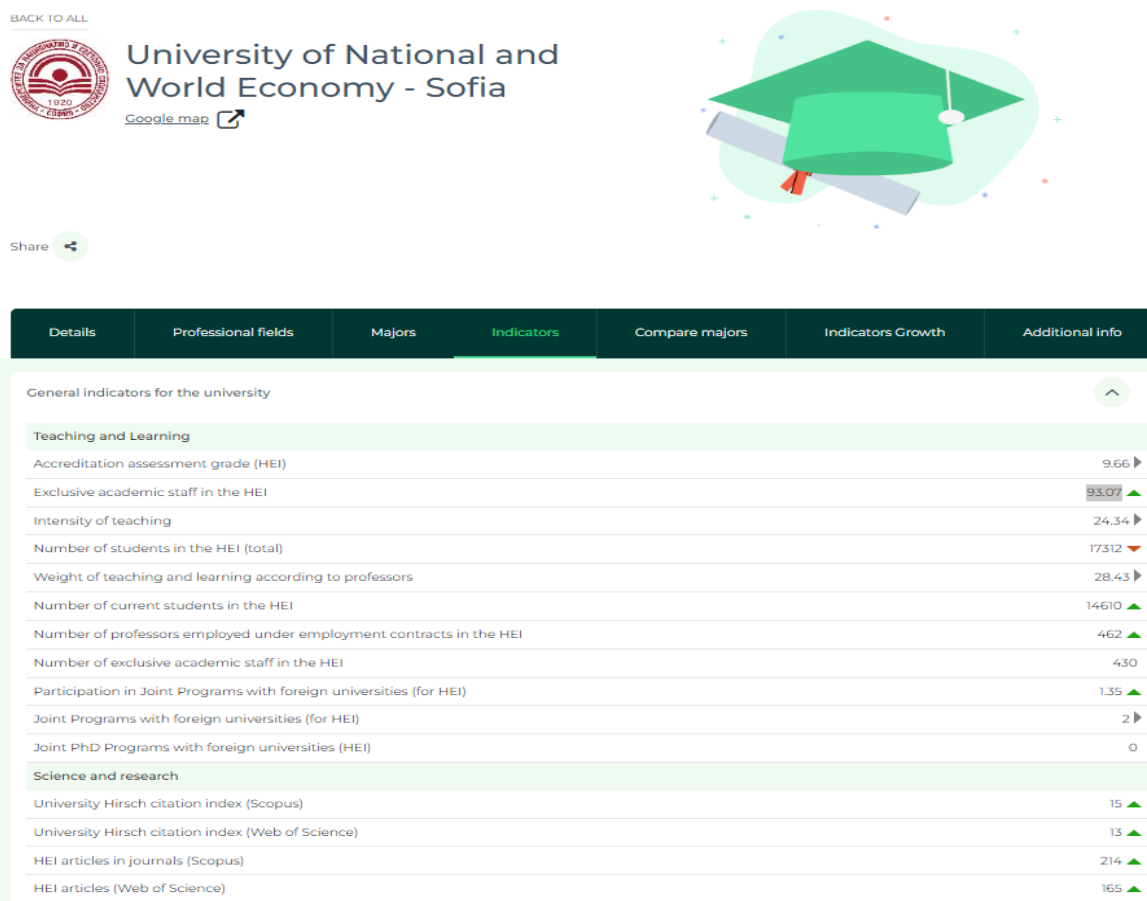 BACK TO ALL
University of National and
World Economy - Sofia
1920
Google map
Share
Details Professional fields Majors Indicators Compare majors Indicators Growth Additional info
General indicators for the university
Teaching and Learning
Accreditation assessment grade (HEI) 9.66
Exclusive academic staff in the HEI 93.07
Intensity of teaching 24.34
Number of students in the HEI (total) 17312
Weight of teaching and learning according to professors 28.43
Number of current students in the HEI 14610
Number of professors employed under employment contracts in the HEI 462
Number of exclusive academic staff in the HEI 430
Participation in Joint Programs with foreign universities (for HEI) 1.35
Joint Programs with foreign universities (for HEI) 2
Joint PhD Programs with foreign universities (HEI) 0
Science and research
University Hirsch citation index (Scopus) 15
University Hirsch citation index (Web of Science) 13
HEI articles in journals (Scopus) 214
HEI articles (Web of Science) 165